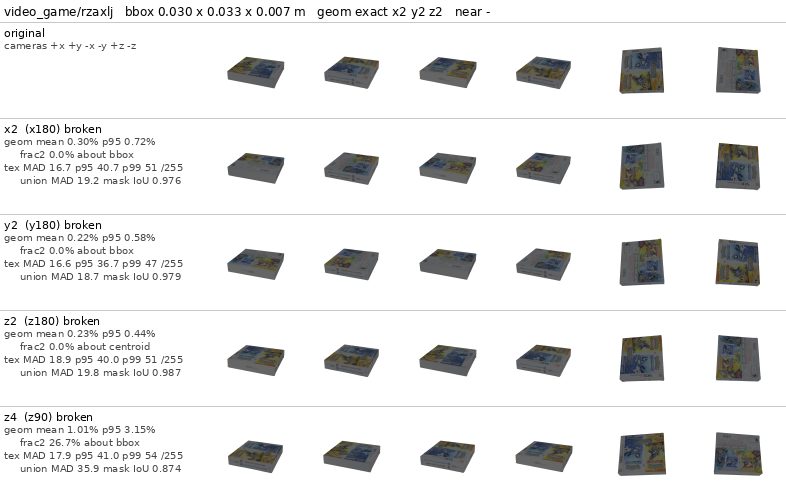 video_game/rzaxlj bbox 0.030 x 0.033 x 0.007 m geom exact x2 y2 z2 near -
original
cameras +x +y -x -y +z -z
x2 (x180) broken
geom mean 0.30% p95 0.72%
frac2 0.0% about bbox
tex MAD 16.7 p95 40.7 p99 51 /255
union MAD 19.2 mask IoU 0.976
y2 (y180) broken
geom mean 0.22% p95 0.58%
frac2 0.0% about bbox
tex MAD 16.6 p95 36.7 p99 47 /255
union MAD 18.7 mask IoU 0.979
z2 (z180) broken
geom mean 0.23% p95 0.44%
frac2 0.0% about centroid
tex MAD 18.9 p95 40.0 p99 51 /255
union MAD 19.8 mask IoU 0.987
z4 (z90) broken
geom mean 1.01% p95 3.15%
frac2 26.7% about bbox
tex MAD 17.9 p95 41.0 p99 54 /255
union MAD 35.9 mask IoU 0.874